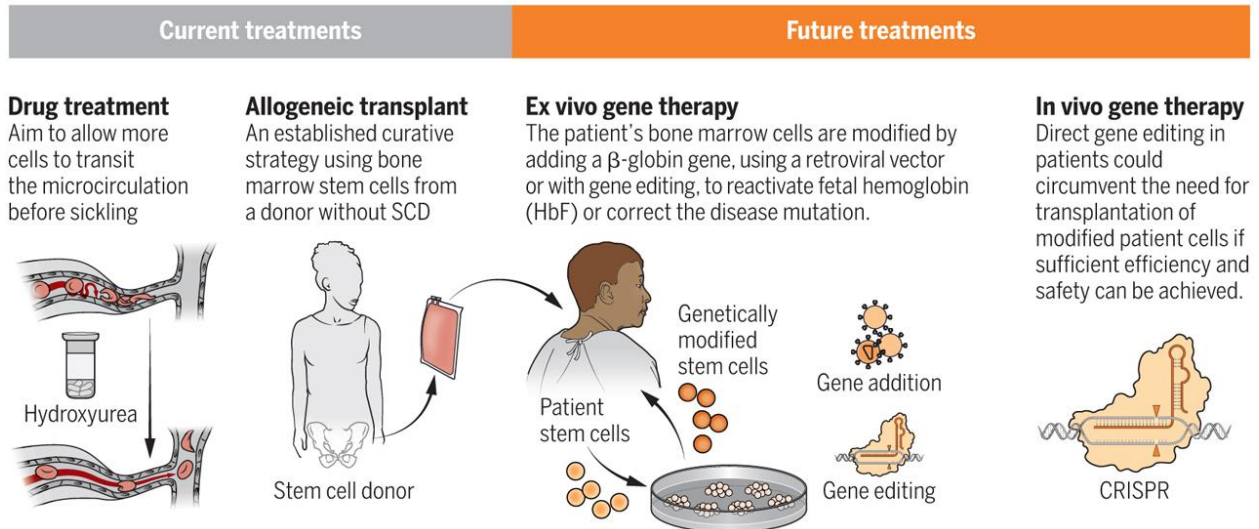 Current treatments
Future treatments
Drug treatment
Aim to allow more
cells to transit
the microcirculation
before sickling
Hydroxyurea
Allogeneic transplant
An established curative
strategy using bone
marrow stem cells from
a donor without SCD
Stem cell donor
Ex vivo gene therapy
The patient's bone marrow cells are modified by
adding a β-globin gene, using a retroviral vector
or with gene editing, to reactivate fetal hemoglobin
(HbF) or correct the disease mutation.
Genetically
modified
stem cells
Patient
stem cells
Gene addition
Gene editing
In vivo gene therapy
Direct gene editing in
patients could
circumvent the need for
transplantation of
modified patient cells if
sufficient efficiency and
safety can be achieved.
CRISPR